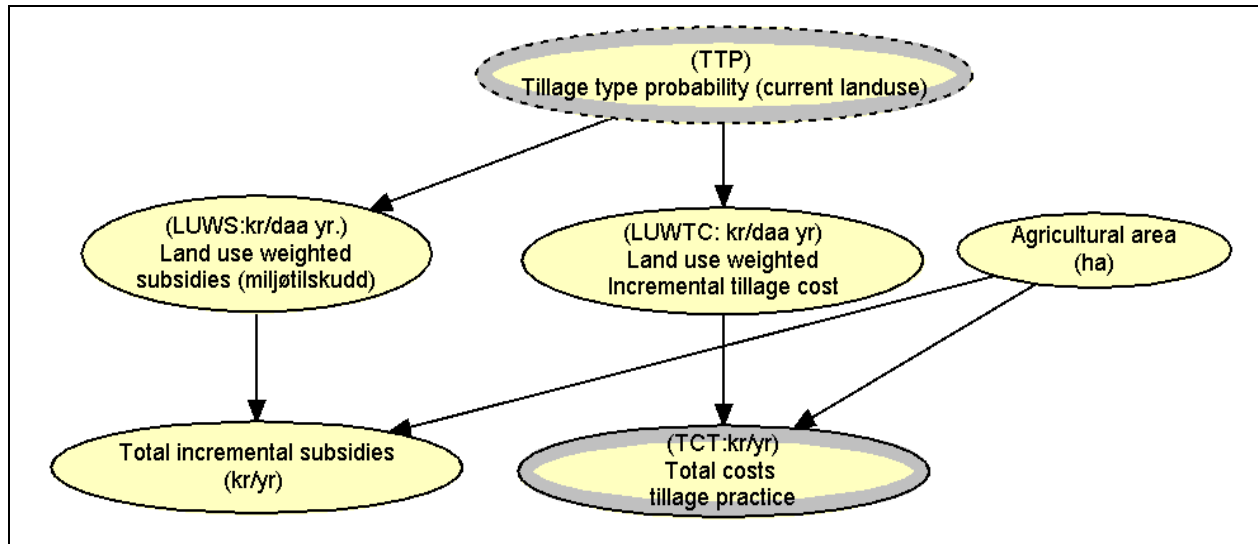 (TTP)
Tillage type probability (current landuse)
(LUWS:kr/daa yr.)
Land use weighted
subsidies (miljøtilskudd)
(LUWTC: kr/daa yr)
Land use weighted
Incremental tillage cost
Agricultural area
(ha)
Total incremental subsidies
(kr/yr)
(TCT:kr/yr)
Total costs
tillage practice